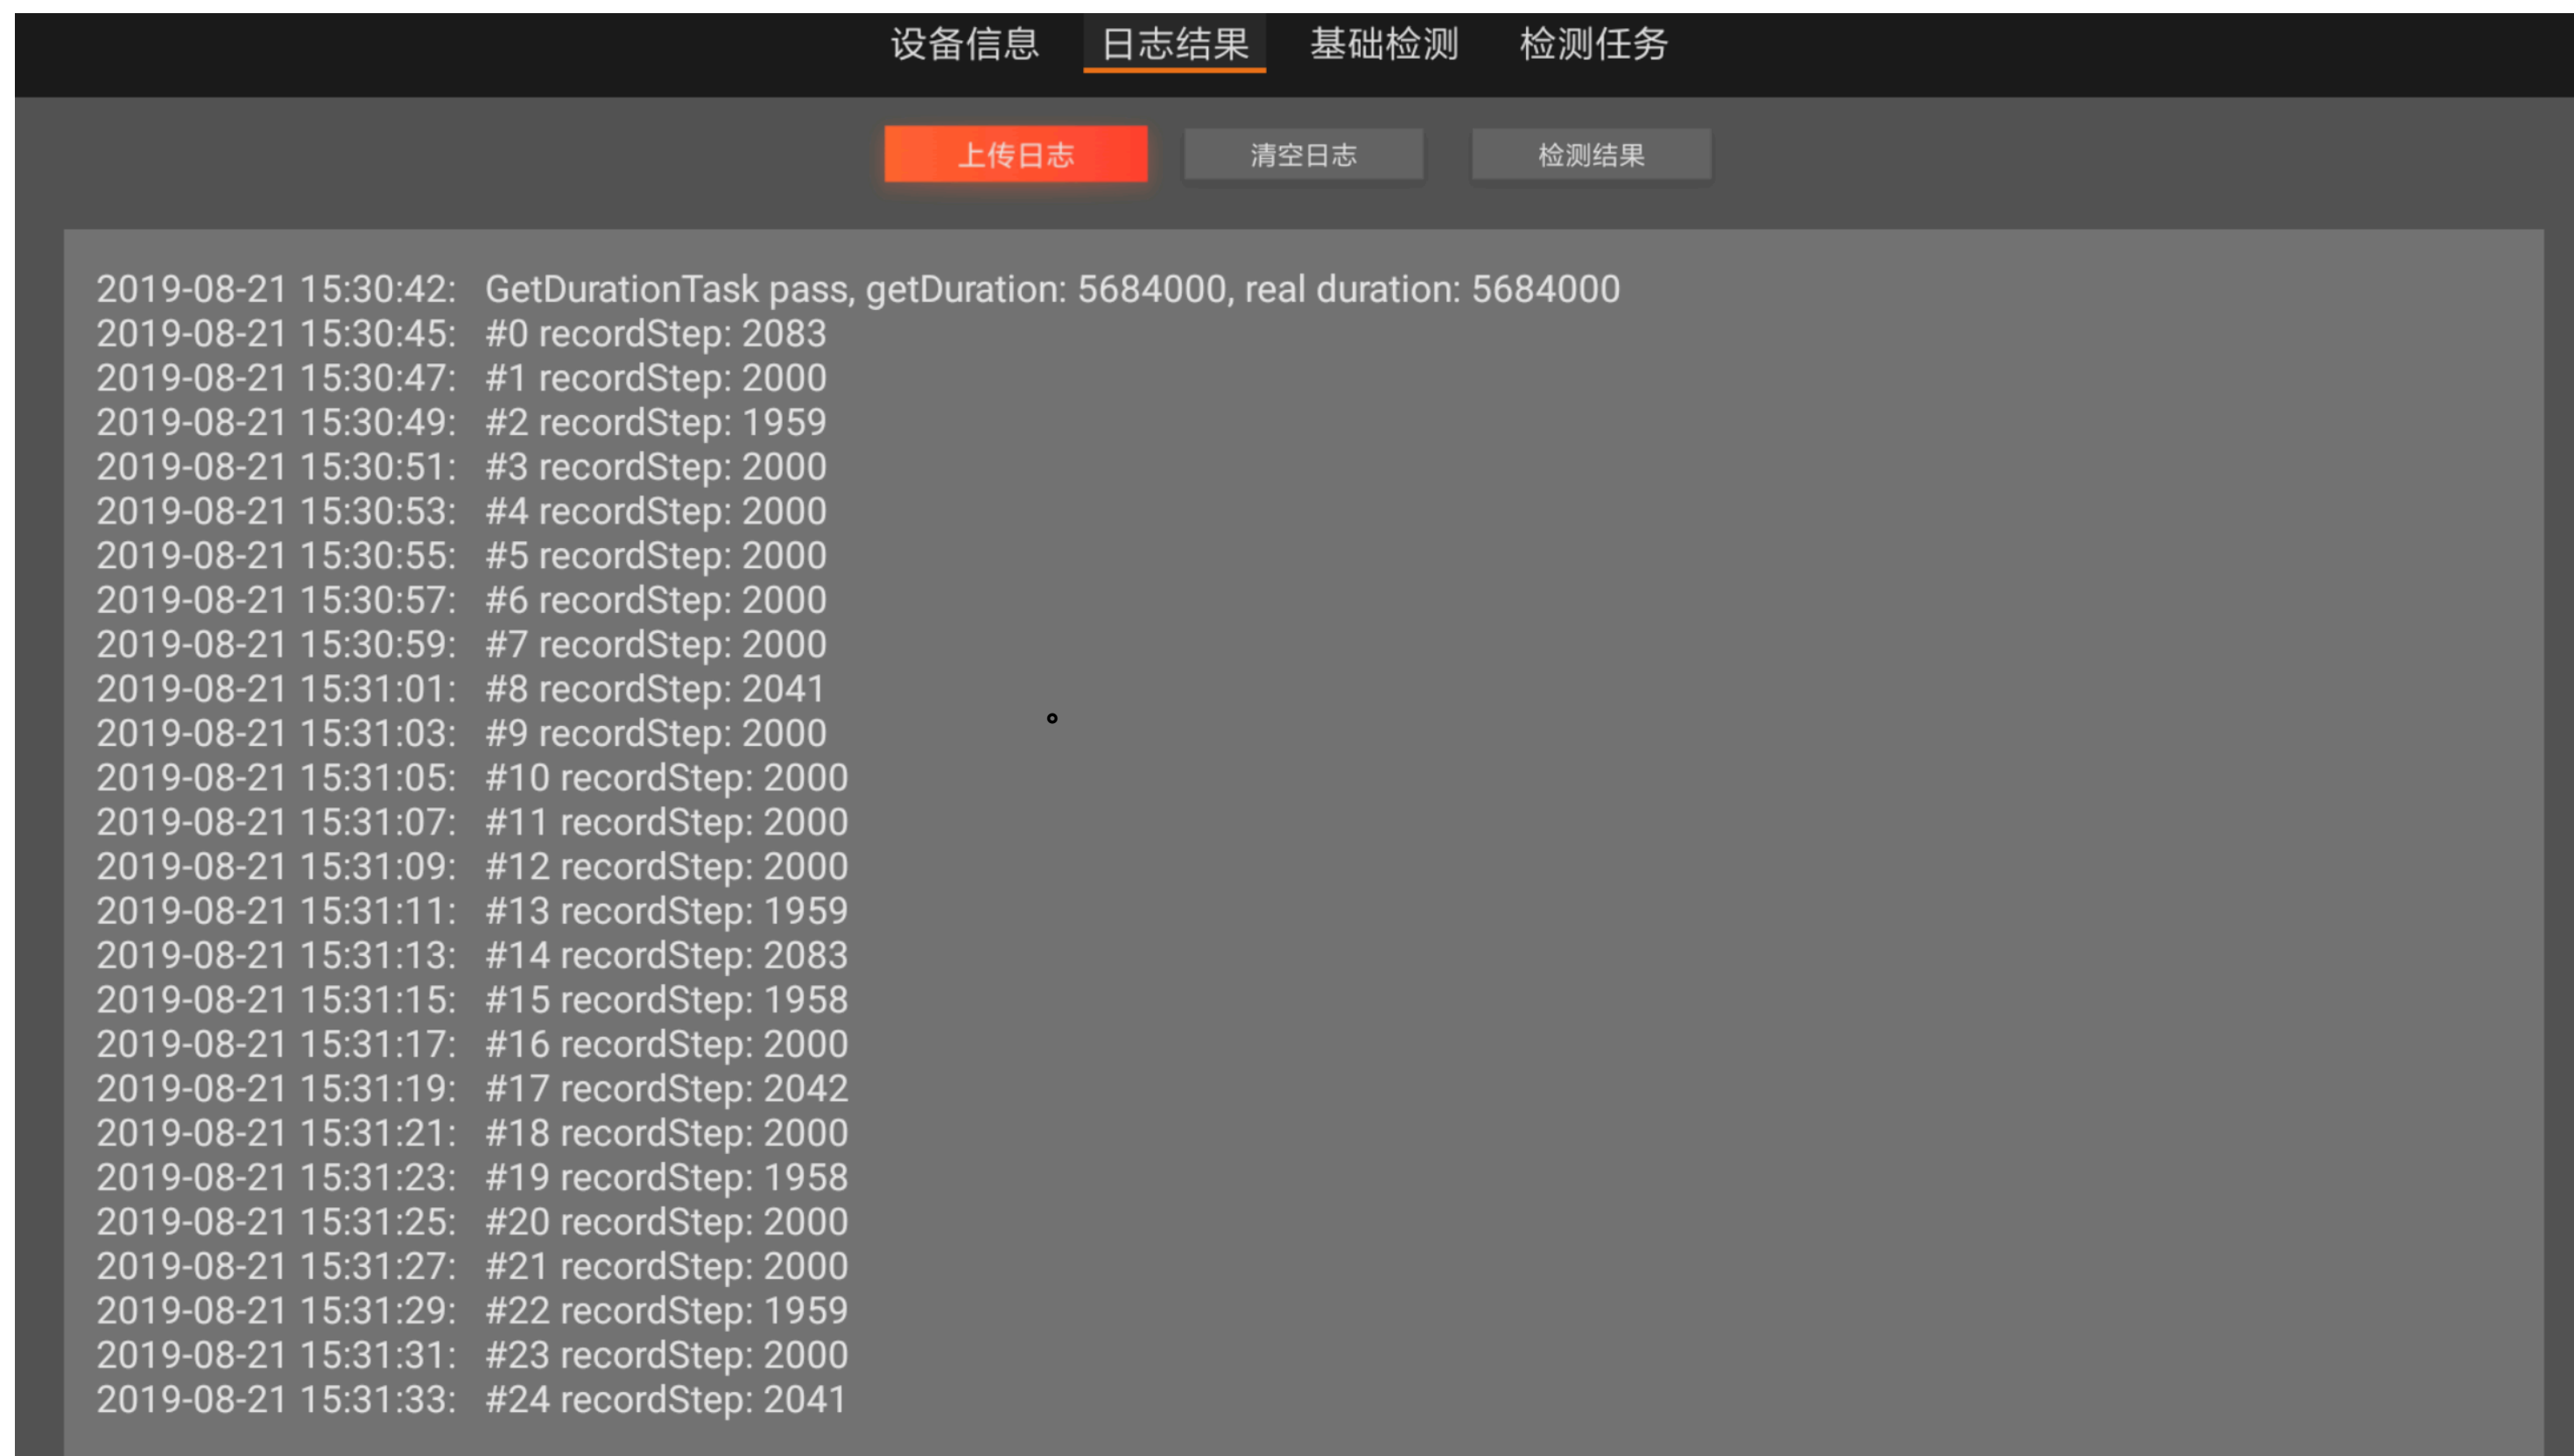 设备信息 日志结果 基础检测 检测任务
上传日志 清空日志 检测结果
2019-08-21 15:30:42: GetDurationTask pass, getDuration: 5684000, real duration: 5684000
2019-08-21 15:30:45: #0 recordStep: 2083
2019-08-21 15:30:47: #1 recordStep: 2000
2019-08-21 15:30:49: #2 recordStep: 1959
2019-08-21 15:30:51: #3 recordStep: 2000
2019-08-21 15:30:53: #4 recordStep: 2000
2019-08-21 15:30:55: #5 recordStep: 2000
2019-08-21 15:30:57: #6 recordStep: 2000
2019-08-21 15:30:59: #7 recordStep: 2000
2019-08-21 15:31:01: #8 recordStep: 2041
2019-08-21 15:31:03: #9 recordStep: 2000
2019-08-21 15:31:05: #10 recordStep: 2000
2019-08-21 15:31:07: #11 recordStep: 2000
2019-08-21 15:31:09: #12 recordStep: 2000
2019-08-21 15:31:11: #13 recordStep: 1959
2019-08-21 15:31:13: #14 recordStep: 2083
2019-08-21 15:31:15: #15 recordStep: 1958
2019-08-21 15:31:17: #16 recordStep: 2000
2019-08-21 15:31:19: #17 recordStep: 2042
2019-08-21 15:31:21: #18 recordStep: 2000
2019-08-21 15:31:23: #19 recordStep: 1958
2019-08-21 15:31:25: #20 recordStep: 2000
2019-08-21 15:31:27: #21 recordStep: 2000
2019-08-21 15:31:29: #22 recordStep: 1959
2019-08-21 15:31:31: #23 recordStep: 2000
2019-08-21 15:31:33: #24 recordStep: 2041